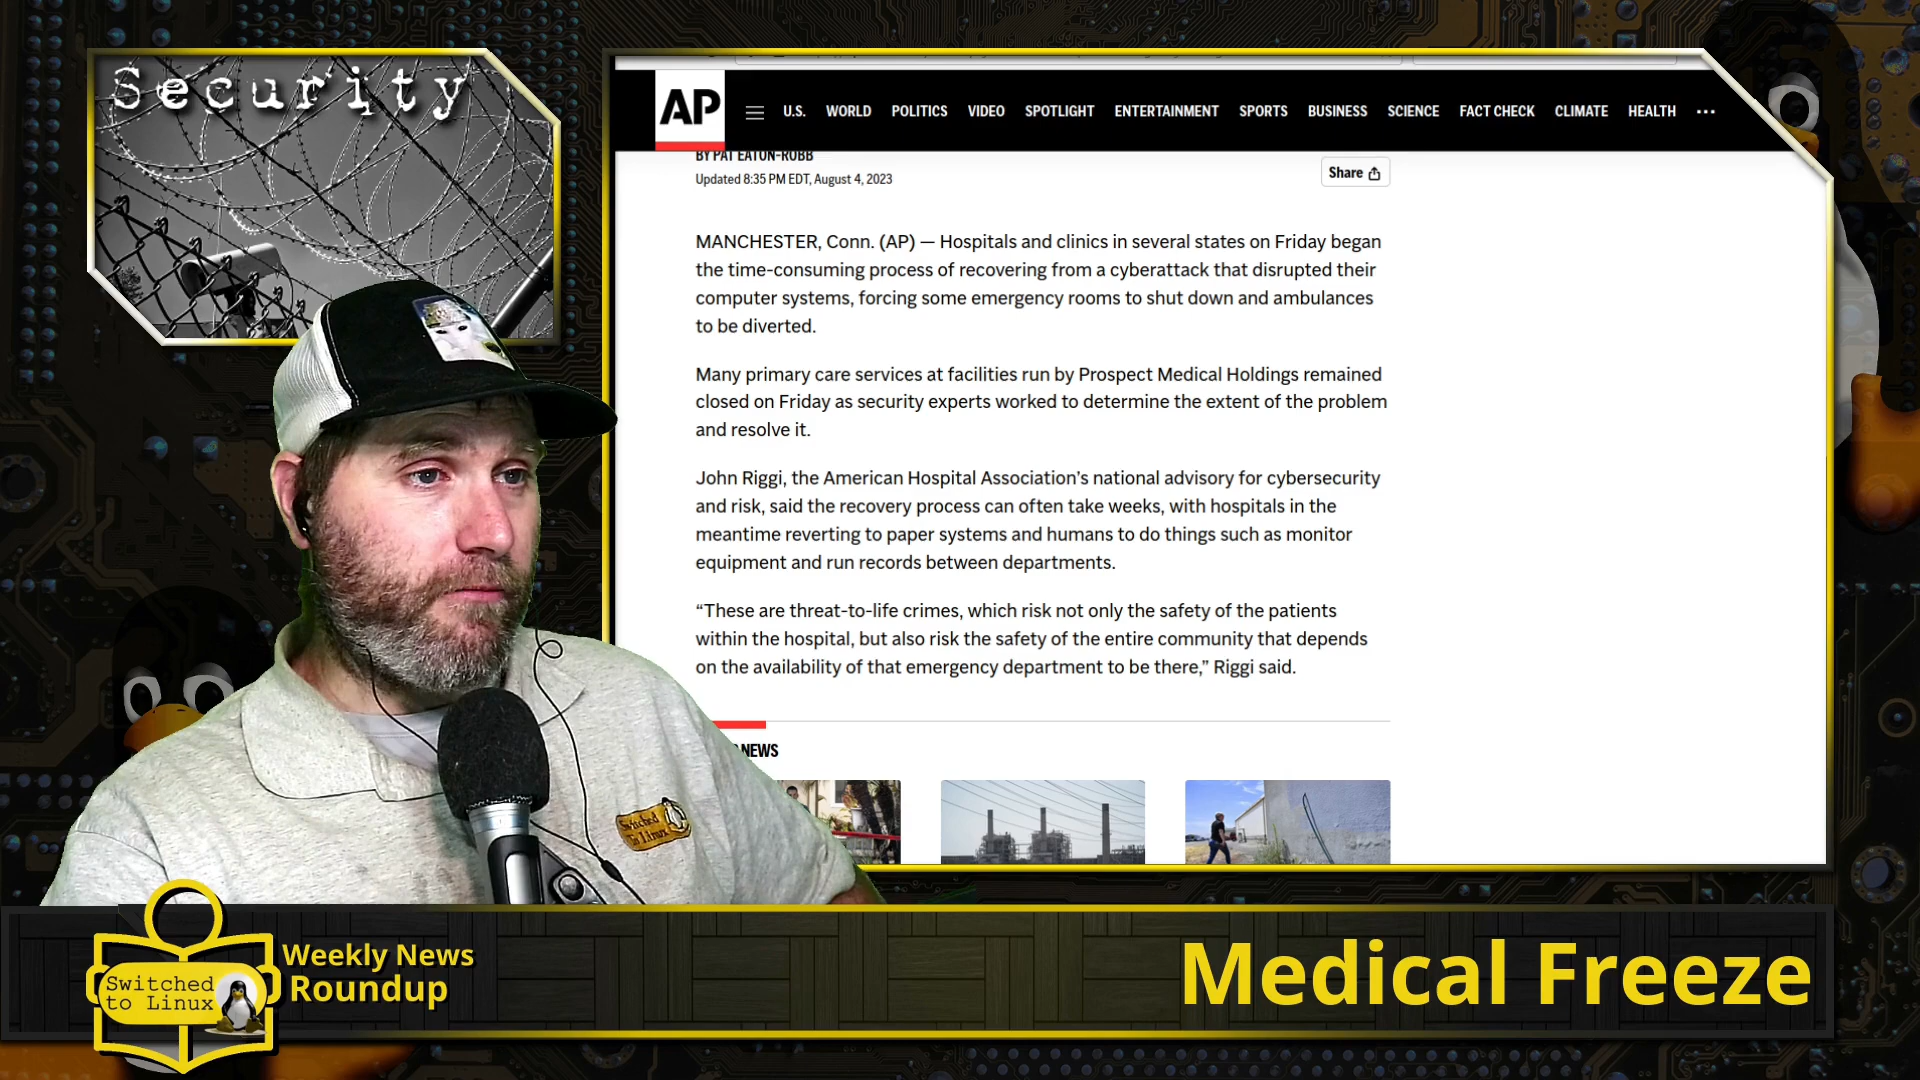 Security
AP
U.S. WORLD POLITICS VIDEO SPOTLIGHT ENTERTAINMENT SPORTS BUSINESS SCIENCE FACT CHECK CLIMATE HEALTH ...
BY PAT EATON-ROBB
Updated 8:35 PM EDT, August 4, 2023
Share
MANCHESTER, Conn. (AP) — Hospitals and clinics in several states on Friday began
the time-consuming process of recovering from a cyberattack that disrupted their
computer systems, forcing some emergency rooms to shut down and ambulances
to be diverted.
Many primary care services at facilities run by Prospect Medical Holdings remained
closed on Friday as security experts worked to determine the extent of the problem
and resolve it.
John Riggi, the American Hospital Association’s national advisory for cybersecurity
and risk, said the recovery process can often take weeks, with hospitals in the
meantime reverting to paper systems and humans to do things such as monitor
equipment and run records between departments.
“These are threat-to-life crimes, which risk not only the safety of the patients
within the hospital, but also risk the safety of the entire community that depends
on the availability of that emergency department to be there,” Riggi said.
NEWS
Switched
To Linux
Weekly News
Roundup
Switched
to Linux
Medical Freeze